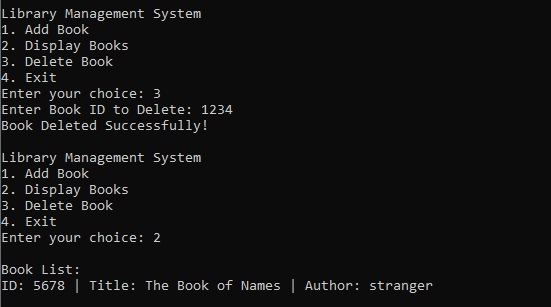 Library Management System
1. Add Book
2. Display Books
3. Delete Book
4. Exit
Enter your choice: 3
Enter Book ID to Delete: 1234
Book Deleted Successfully!
Library Management System
1. Add Book
2. Display Books
3. Delete Book
4. Exit
Enter your choice: 2
Book List:
ID: 5678 | Title: The Book of Names | Author: stranger